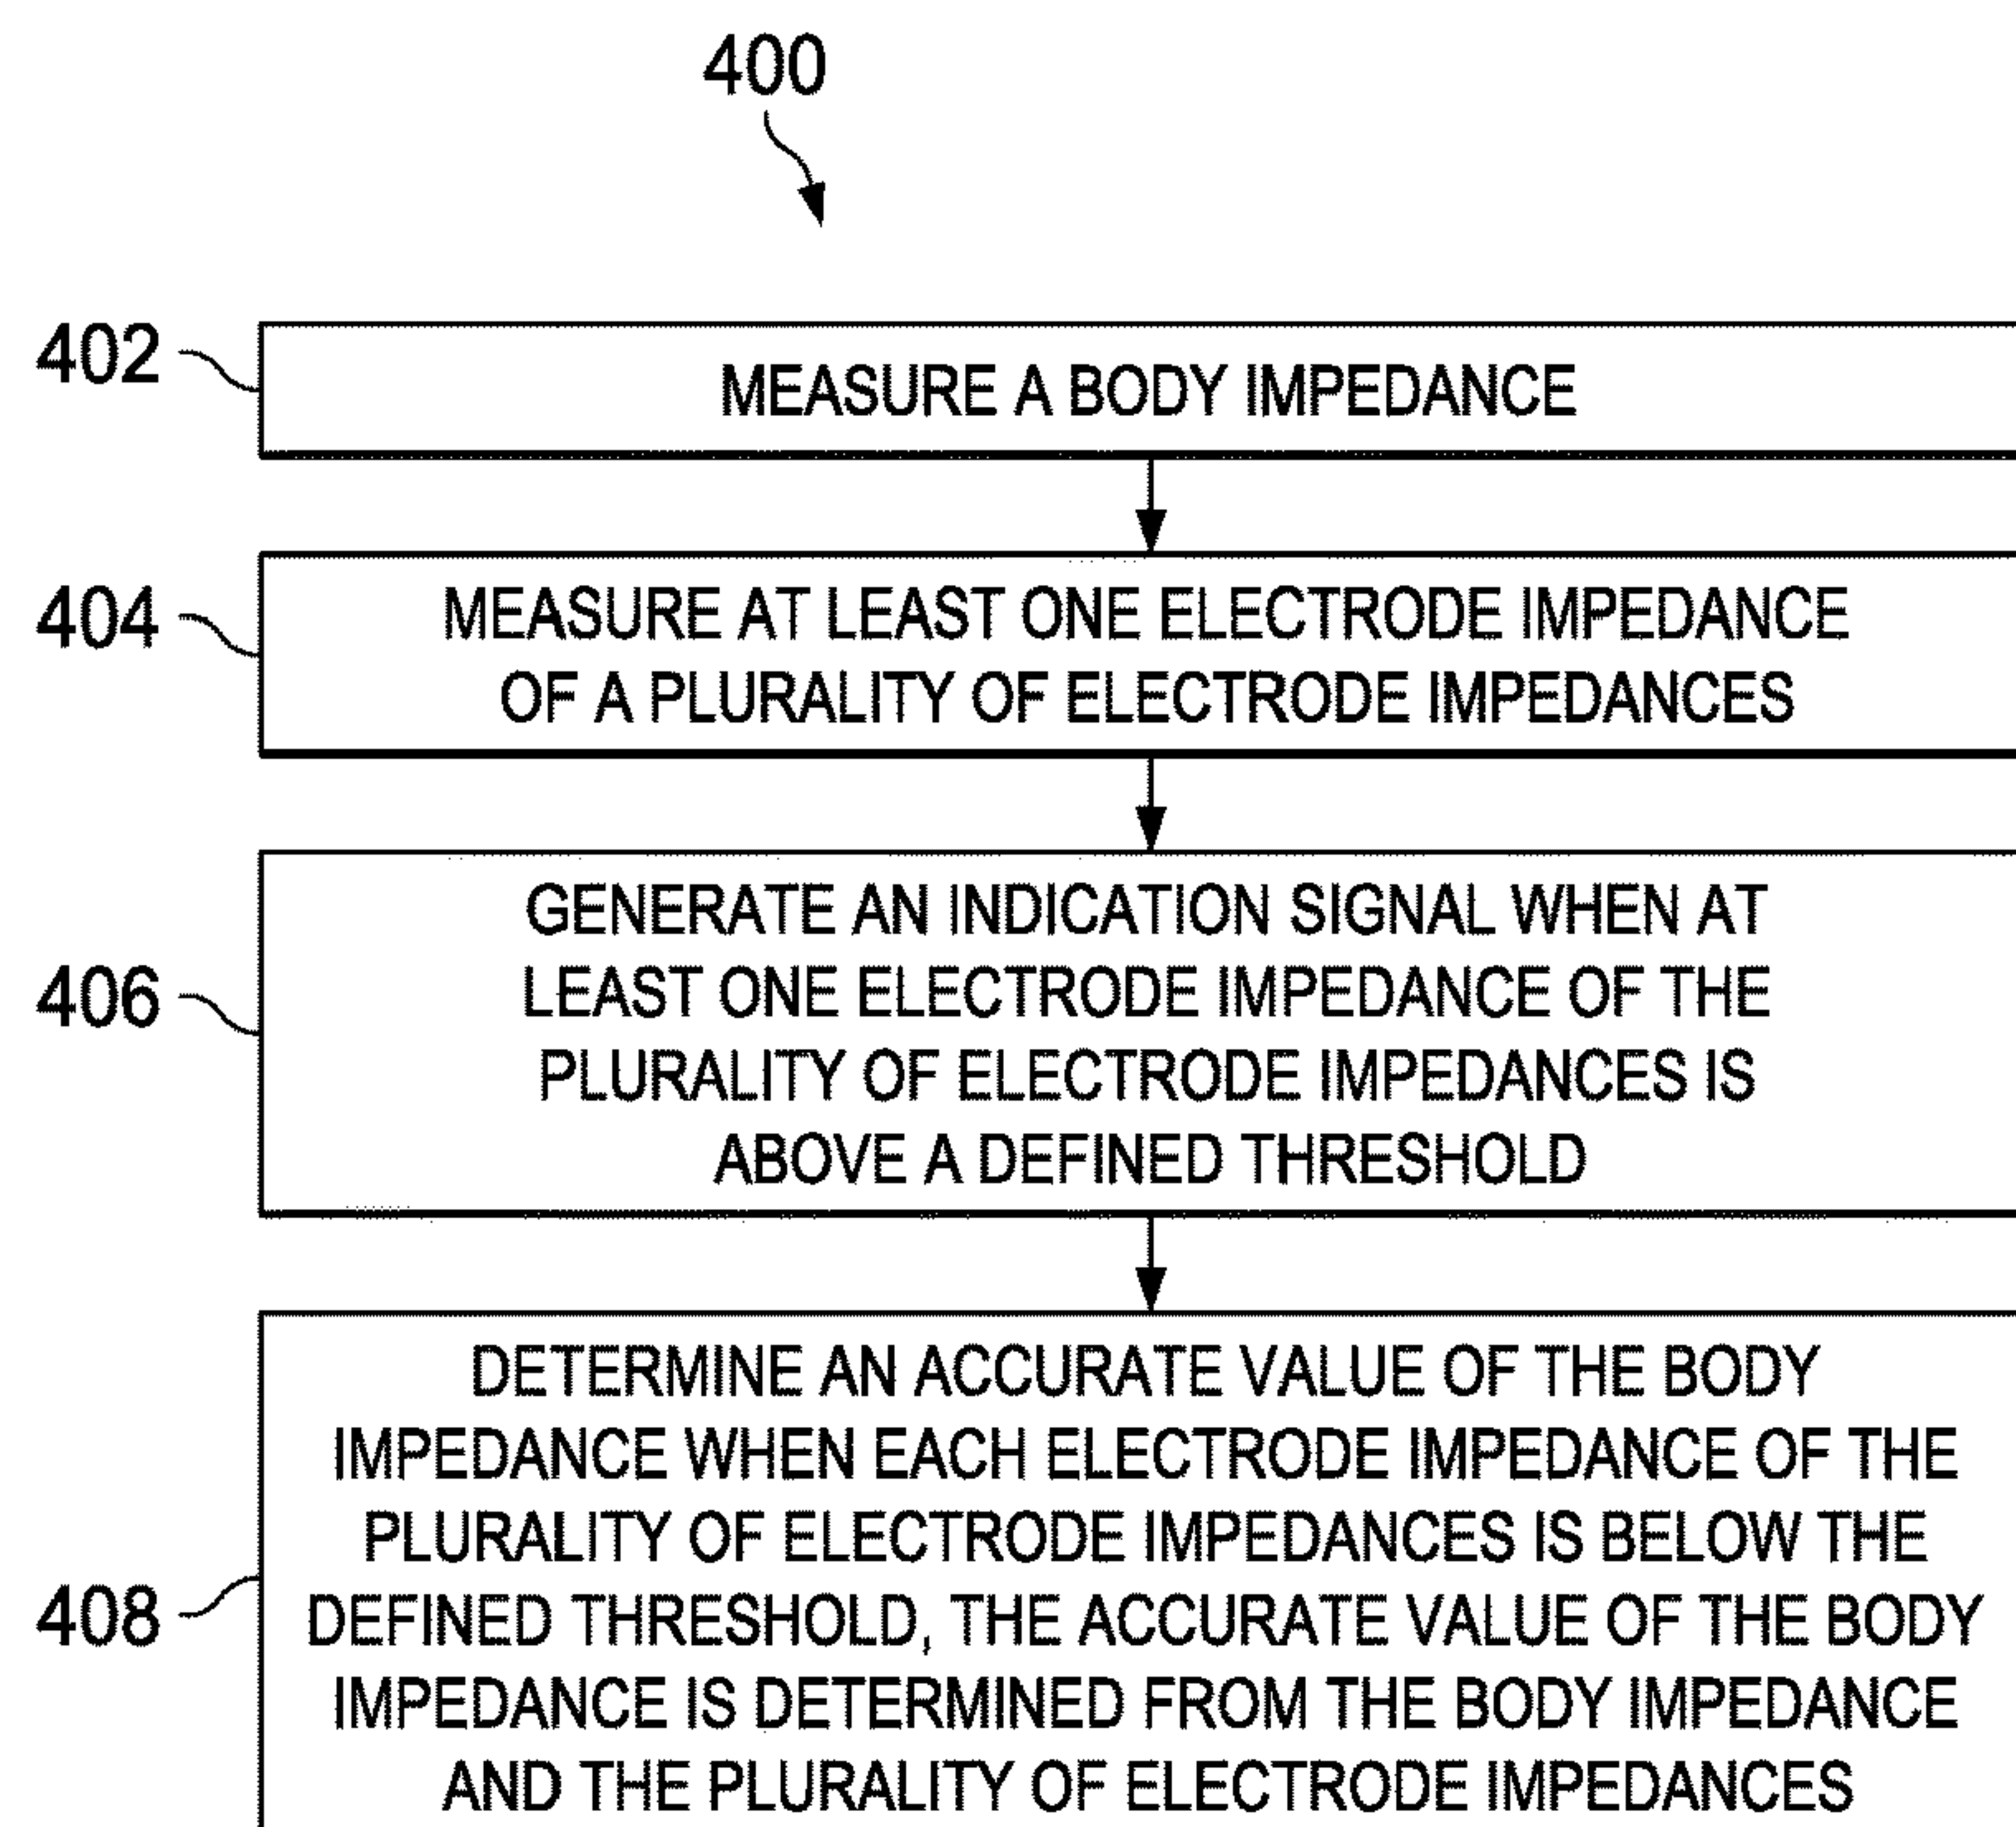 400
402
MEASURE A BODY IMPEDANCE
404
MEASURE AT LEAST ONE ELECTRODE IMPEDANCE
OF A PLURALITY OF ELECTRODE IMPEDANCES
406
GENERATE AN INDICATION SIGNAL WHEN AT
LEAST ONE ELECTRODE IMPEDANCE OF THE
PLURALITY OF ELECTRODE IMPEDANCES IS
ABOVE A DEFINED THRESHOLD
408
DETERMINE AN ACCURATE VALUE OF THE BODY
IMPEDANCE WHEN EACH ELECTRODE IMPEDANCE OF THE
PLURALITY OF ELECTRODE IMPEDANCES IS BELOW THE
DEFINED THRESHOLD, THE ACCURATE VALUE OF THE BODY
IMPEDANCE IS DETERMINED FROM THE BODY IMPEDANCE
AND THE PLURALITY OF ELECTRODE IMPEDANCES